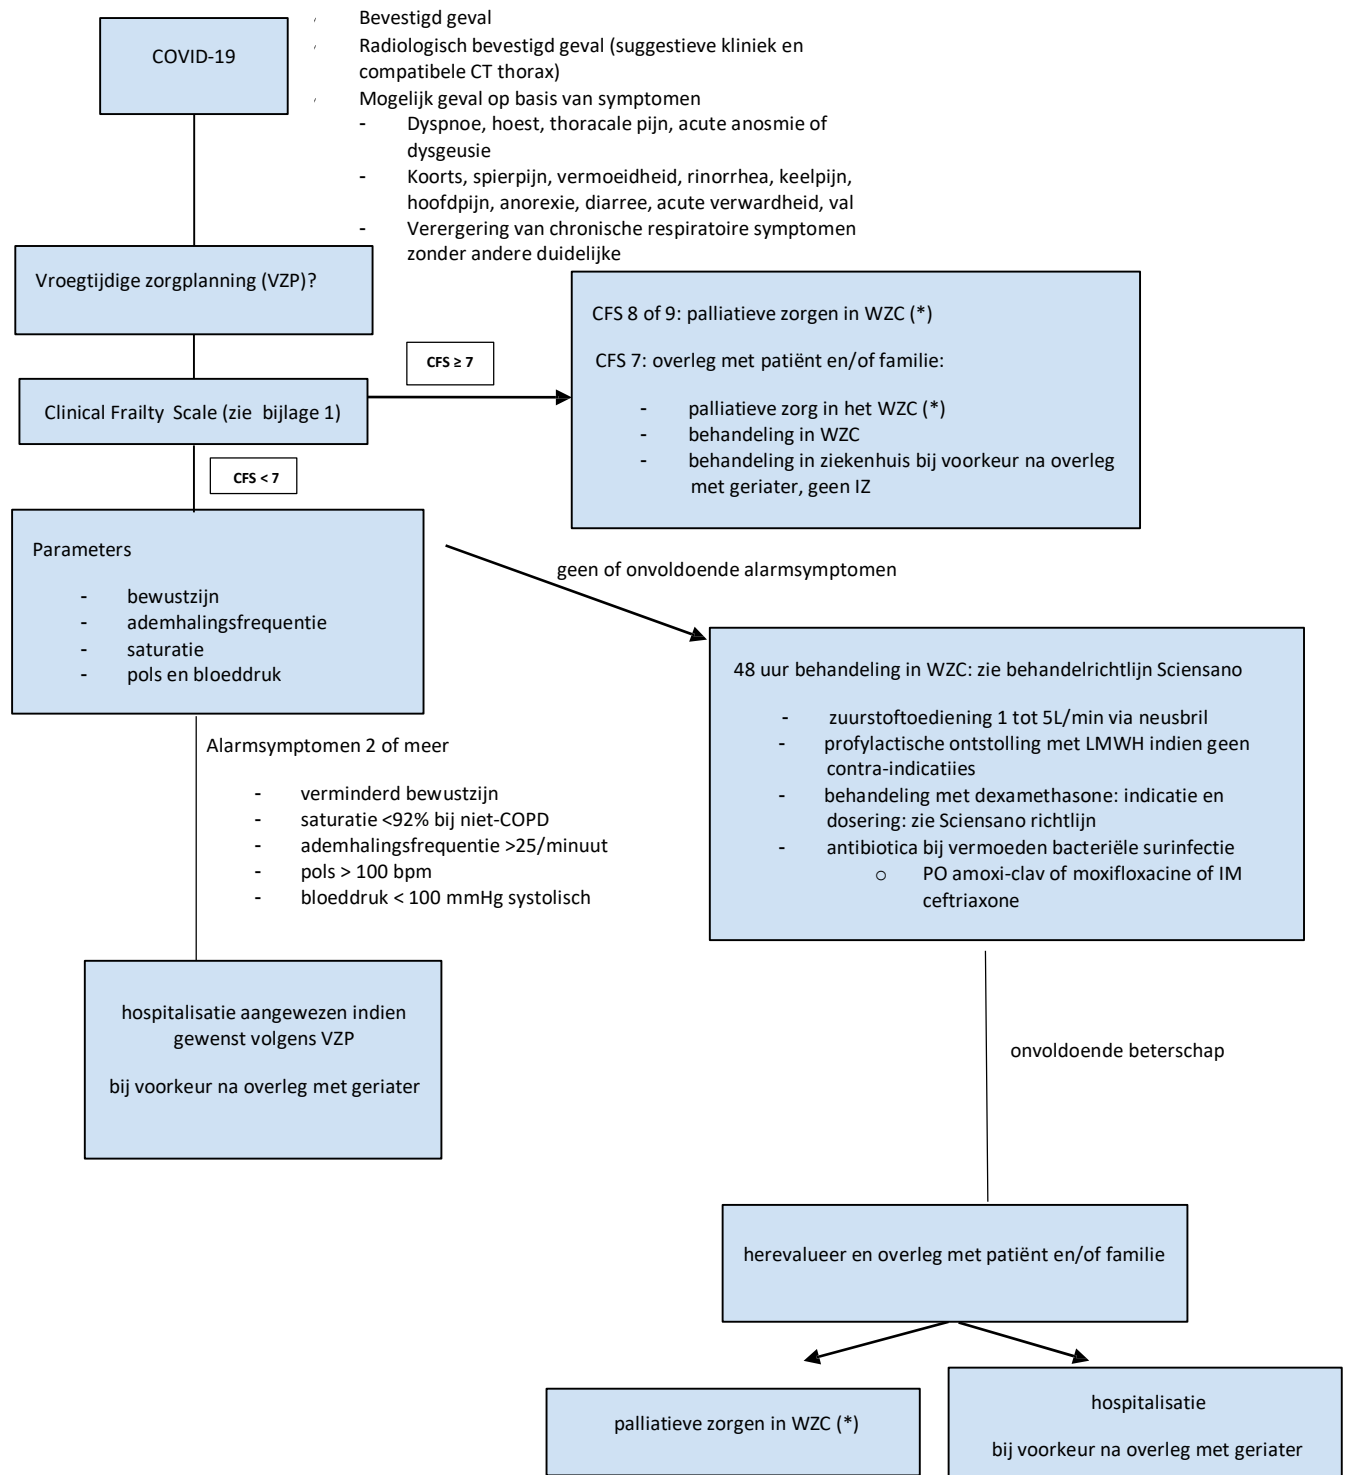 COVID-19
Bevestigd geval
Radiologisch bevestigd geval (suggestieve kliniek en
compatibele CT thorax)
Mogelijk geval op basis van symptomen
- Dyspnoe, hoest, thoracale pijn, acute anosmie of
dysgeusie
- Koorts, spierpijn, vermoeidheid, rinorrhea, keelpijn,
hoofdpijn, anorexie, diarree, acute verwardheid, val
- Verergering van chronische respiratoire symptomen
zonder andere duidelijke
Vroegtijdige zorgplanning (VZP)?
CFS ≥ 7
Clinical Frailty Scale (zie bijlage 1)
CFS 8 of 9: palliatieve zorgen in WZC (*)
CFS 7: overleg met patiënt en/of familie:
- palliatieve zorg in het WZC (*)
- behandeling in WZC
- behandeling in ziekenhuis bij voorkeur na overleg
met geriater, geen IZ
CFS < 7
Parameters
- bewustzijn
- ademhalingsfrequentie
- saturatie
- pols en bloeddruk
geen of onvoldoende alarmsymptomen
48 uur behandeling in WZC: zie behandelrichtlijn Sciensano
- zuurstoftoediening 1 tot 5L/min via neusbril
- profylactische ontstolling met LMWH indien geen
contra-indicatiies
- behandeling met dexamethasone: indicatie en
dosering: zie Sciensano richtlijn
- antibiotica bij vermoeden bacteriële surinfectie
o PO amoxi-clav of moxifloxacine of IM
ceftriaxone
Alarmsymptomen 2 of meer
- verminderd bewustzijn
- saturatie <92% bij niet-COPD
- ademhalingsfrequentie >25/minuut
- pols > 100 bpm
- bloeddruk < 100 mmHg systolisch
hospitalisatie aangewezen indien
gewenst volgens VZP
bij voorkeur na overleg met geriater
onvoldoende beterschap
herevalueer en overleg met patiënt en/of familie
palliatieve zorgen in WZC (*)
hospitalisatie
bij voorkeur na overleg met geriater